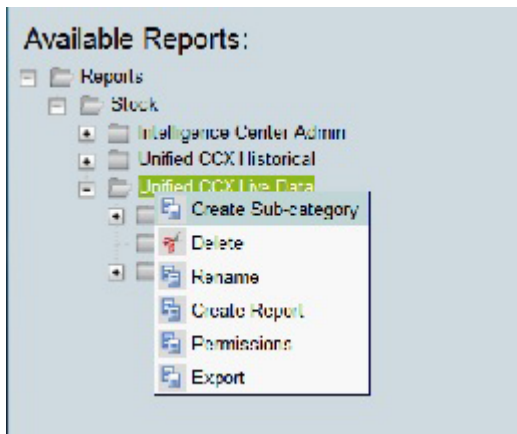 Available Reports:
Reports
Stock
Intelligence Center Admin
Unified CCX Historical
Unified CCX Live Data
Create Sub-category
Delete
Rename
Create Report
Permissions
Export